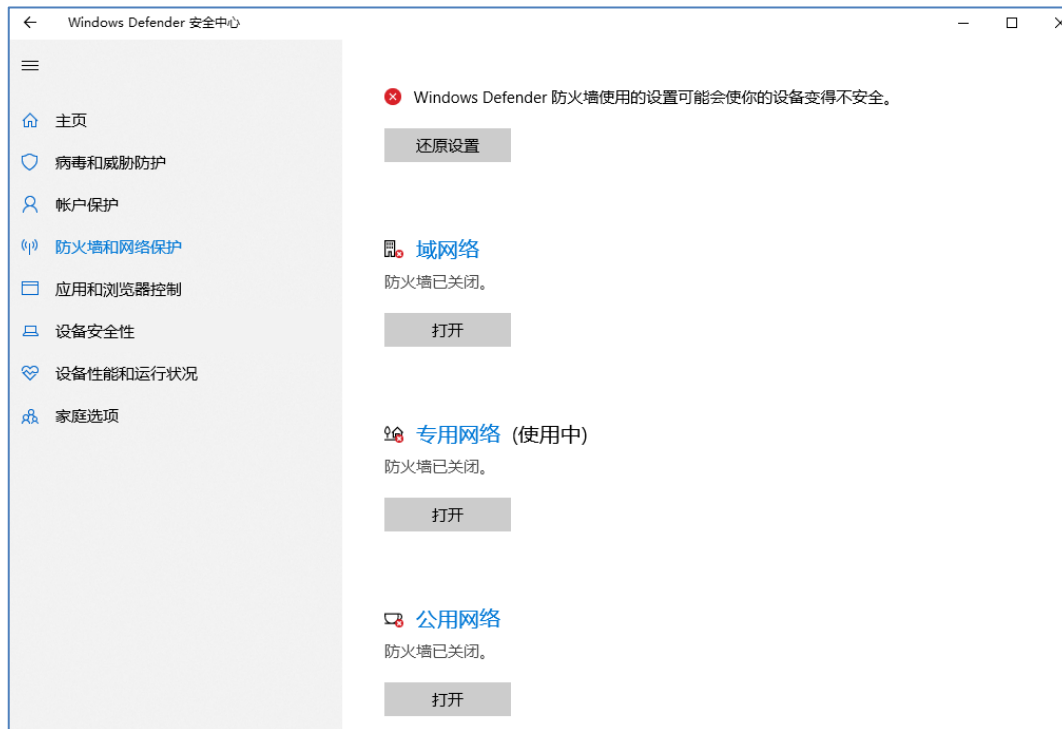 Windows Defender 安全中心
主页
病毒和威胁防护
帐户保护
防火墙和网络保护
应用和浏览器控制
设备安全性
设备性能和运行状况
家庭选项
Windows Defender 防火墙使用的设置可能会使你的设备变得不安全。
还原设置
域网络
防火墙已关闭。
打开
专用网络 (使用中)
防火墙已关闭。
打开
公用网络
防火墙已关闭。
打开